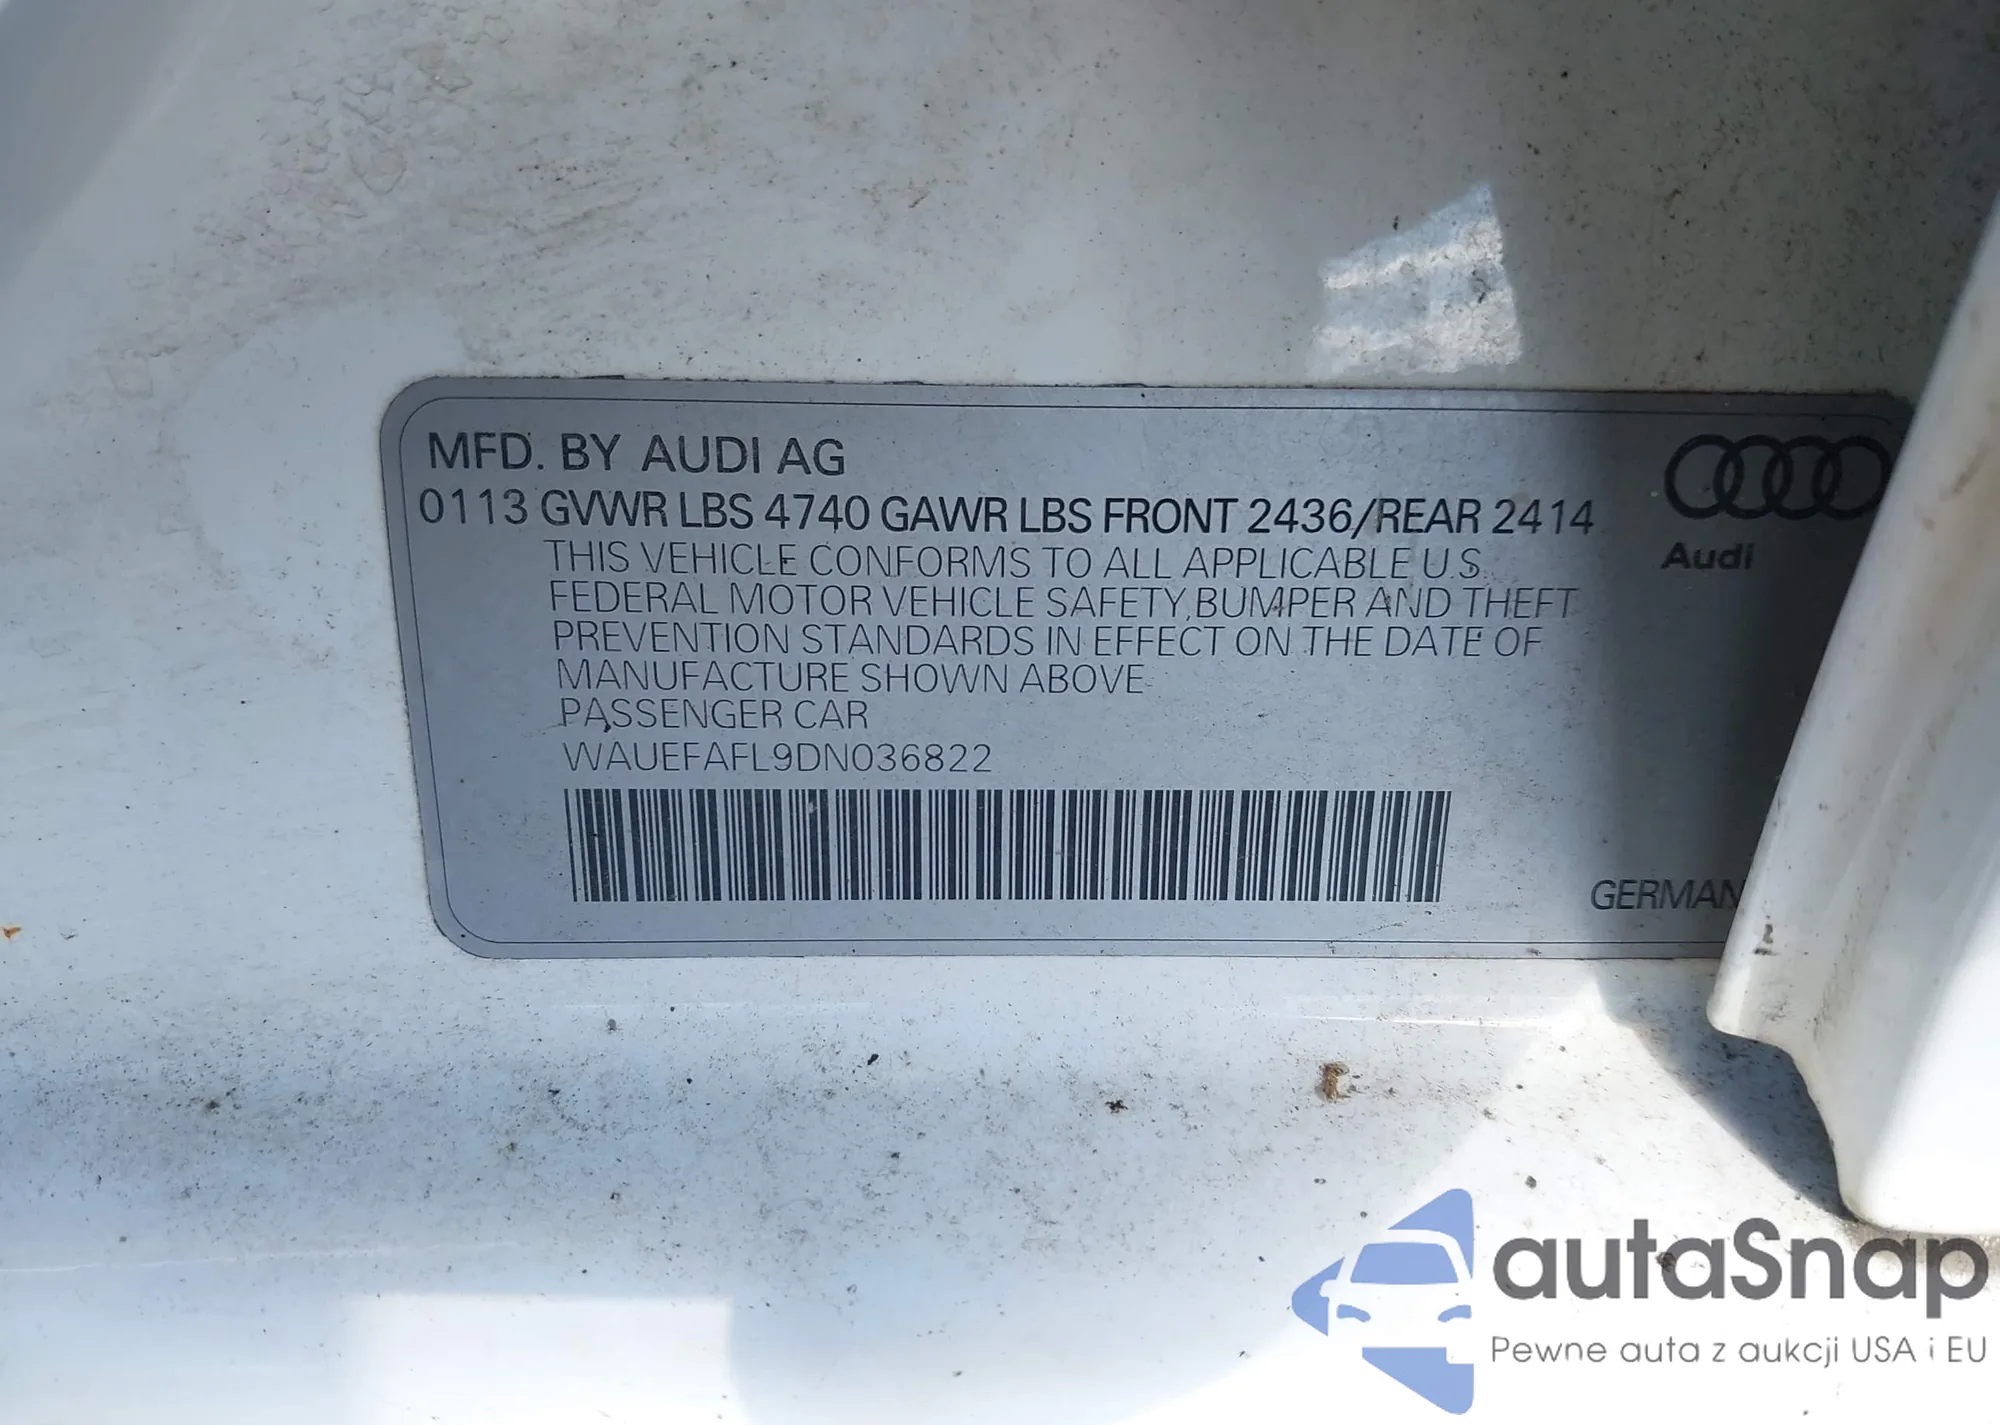 MFD. BY AUDI AG
0113 GVWR LBS 4740 GAWR LBS FRONT 2436/REAR 2414
THIS VEHICLE CONFORMS TO ALL APPLICABLE U.S.
FEDERAL MOTOR VEHICLE SAFETY, BUMPER AND THEFT
PREVENTION STANDARDS IN EFFECT ON THE DATE OF
MANUFACTURE SHOWN ABOVE
PASSENGER CAR
WAUEFAFL9DN036822
Audi
GERMAN
autaSnap
Pewne auta z aukcji USA i EU